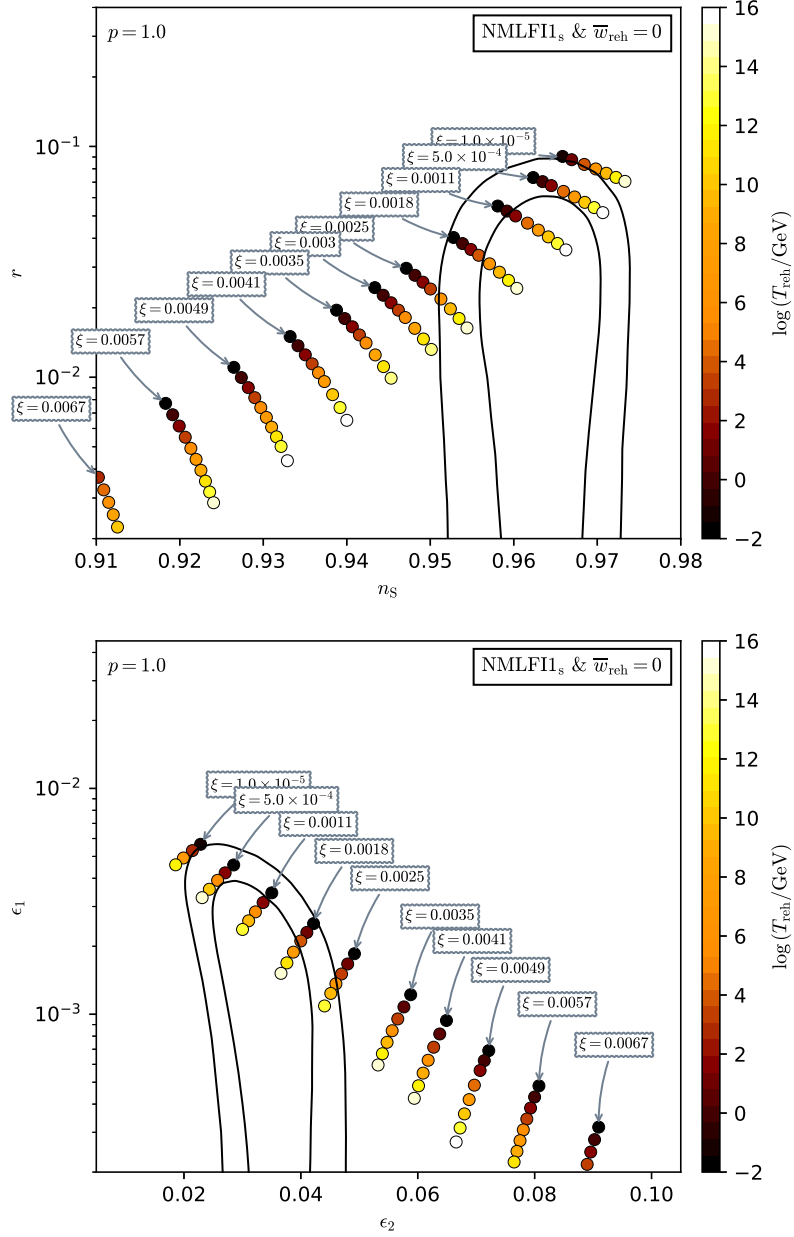 p = 1.0
NMLFI1ₛ & w̅ᵣₑₕ = 0
ξ = 1.0 × 10⁻⁵
ξ = 5.0 × 10⁻⁴
ξ = 0.0011
ξ = 0.0018
ξ = 0.0025
ξ = 0.003
ξ = 0.0035
ξ = 0.0041
ξ = 0.0049
ξ = 0.0057
ξ = 0.0067
10⁻¹
10⁻²
r
0.91 0.92 0.93 0.94 0.95 0.96 0.97 0.98
n_S
16
14
12
10
8
6
4
2
0
−2
log (T_reh/GeV)
p = 1.0
NMLFI1ₛ & w̅ᵣₑₕ = 0
ξ = 1.0 × 10⁻⁵
ξ = 5.0 × 10⁻⁴
ξ = 0.0011
ξ = 0.0018
ξ = 0.0025
ξ = 0.0035
ξ = 0.0041
ξ = 0.0049
ξ = 0.0057
ξ = 0.0067
10⁻²
10⁻³
ϵ₁
0.02 0.04 0.06 0.08 0.10
ϵ₂
16
14
12
10
8
6
4
2
0
−2
log (T_reh/GeV)